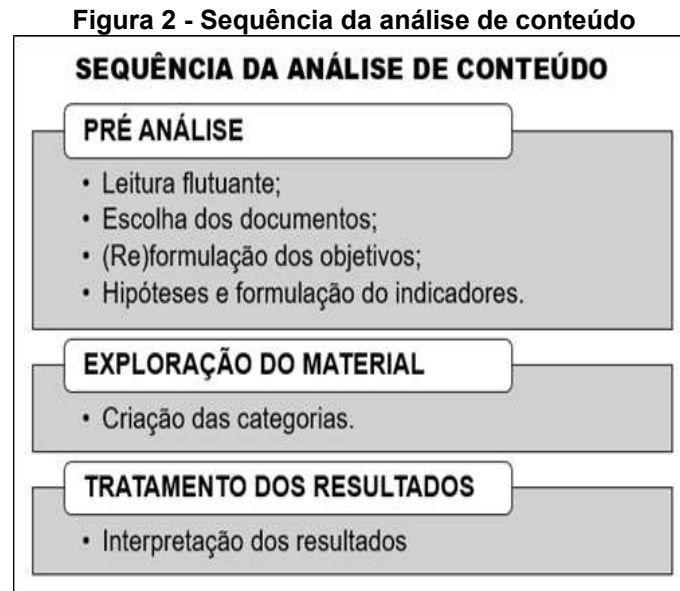 Figura 2 - Sequência da análise de conteúdo
SEQUÊNCIA DA ANÁLISE DE CONTEÚDO
PRÉ ANÁLISE
• Leitura flutuante;
• Escolha dos documentos;
• (Re)formulação dos objetivos;
• Hipóteses e formulação do indicadores.
EXPLORAÇÃO DO MATERIAL
• Criação das categorias.
TRATAMENTO DOS RESULTADOS
• Interpretação dos resultados